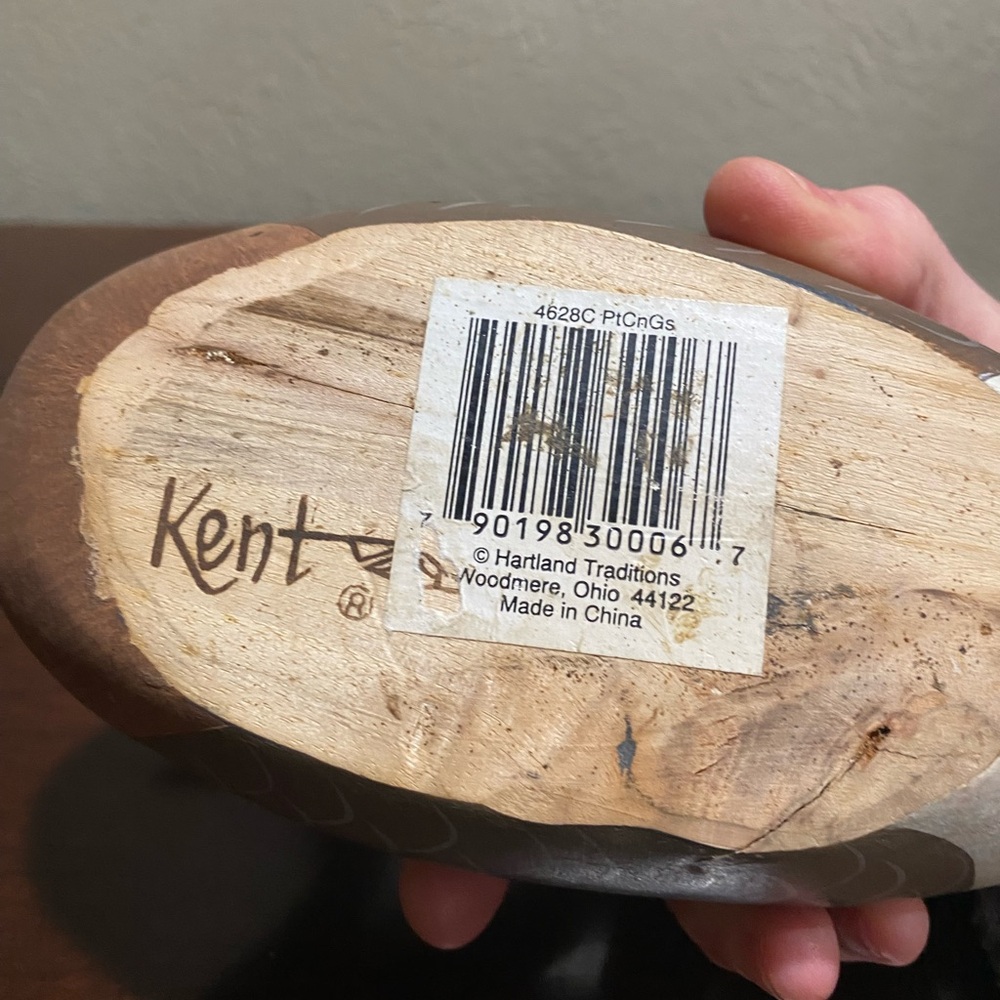 4628C PtCnGs
7 90198 30006 7
© Hartland Traditions
Woodmere, Ohio 44122
Made in China
Kent
®